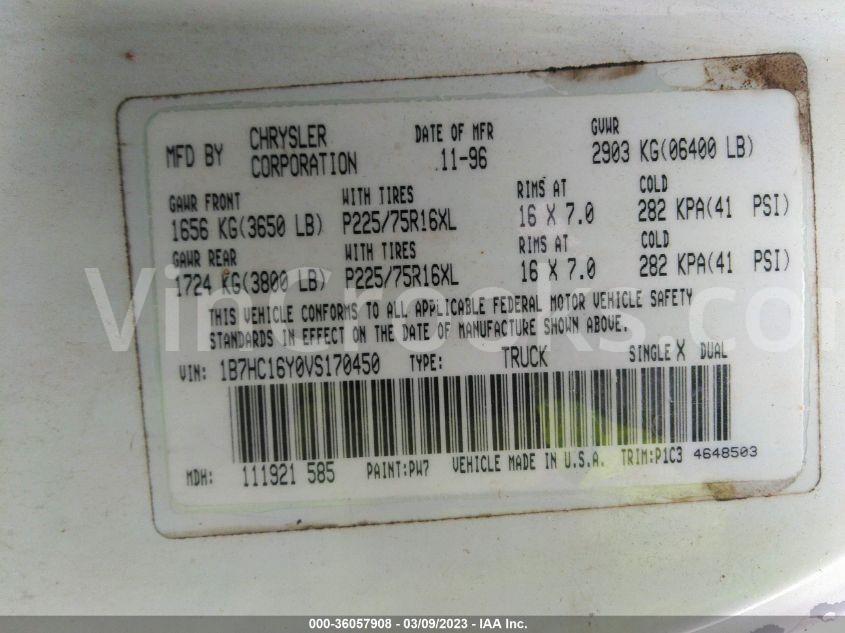 MFD BY CHRYSLER CORPORATION DATE OF MFR 11-96 GVWR 2903 KG(06400 LB)
GAWR FRONT WITH TIRES RIMS AT COLD
1656 KG(3650 LB) P225/75R16XL 16 X 7.0 282 KPA(41 PSI)
GAWR REAR WITH TIRES RIMS AT COLD
1724 KG(3800 LB) P225/75R16XL 16 X 7.0 282 KPA(41 PSI)
THIS VEHICLE CONFORMS TO ALL APPLICABLE FEDERAL MOTOR VEHICLE SAFETY
STANDARDS IN EFFECT ON THE DATE OF MANUFACTURE SHOWN ABOVE.
VIN: 1B7HC16Y0VS170450 TYPE: TRUCK SINGLE X DUAL
MDH: 111921 585 PAINT:PW7 VEHICLE MADE IN U.S.A. TRIM:P1C3 4648503
VinCrooks.com
000-36057908 - 03/09/2023 - IAA Inc.